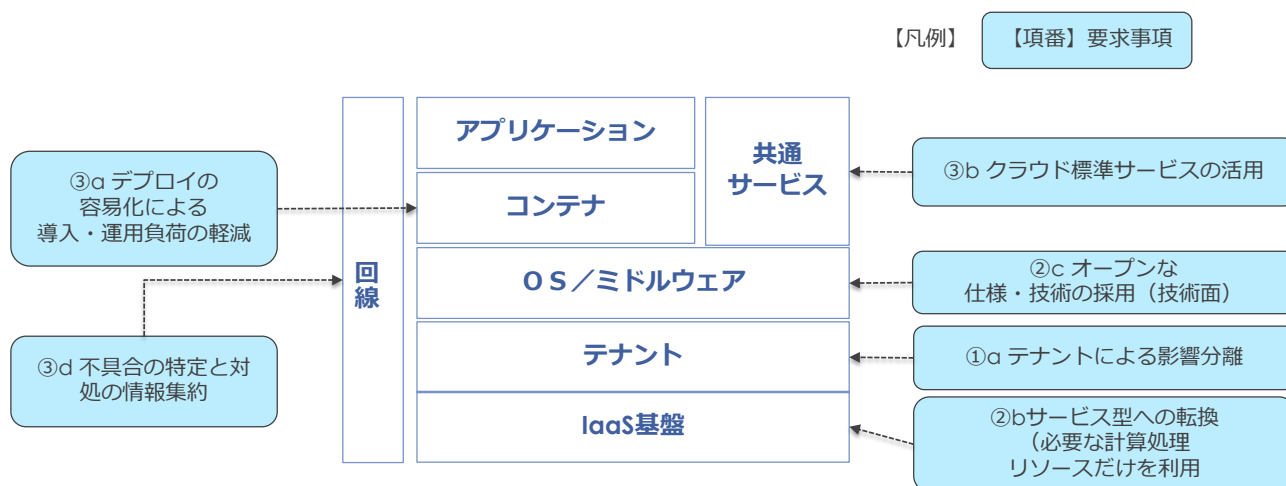 【凡例】
【項番】要求事項
アプリケーション
共通
サービス
③a デプロイの
容易化による
導入・運用負荷の軽減
コンテナ
③b クラウド標準サービスの活用
回
線
ＯＳ／ミドルウェア
②c オープンな
仕様・技術の採用（技術面）
③d 不具合の特定と対
処の情報集約
テナント
①a テナントによる影響分離
IaaS基盤
②bサービス型への転換
（必要な計算処理
リソースだけを利用